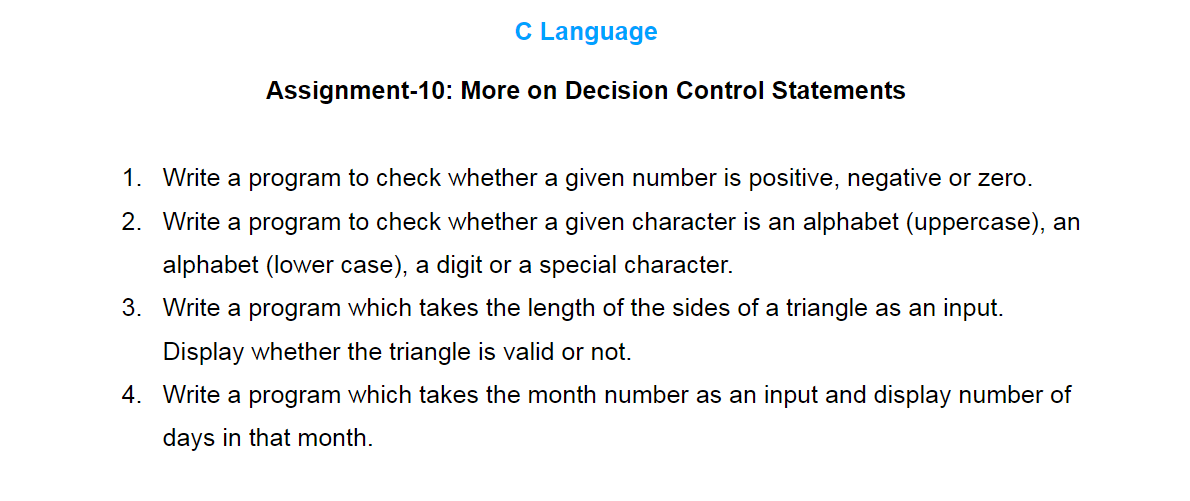 C Language
Assignment-10: More on Decision Control Statements
1. Write a program to check whether a given number is positive, negative or zero.
2. Write a program to check whether a given character is an alphabet (uppercase), an
alphabet (lower case), a digit or a special character.
3. Write a program which takes the length of the sides of a triangle as an input.
Display whether the triangle is valid or not.
4. Write a program which takes the month number as an input and display number of
days in that month.